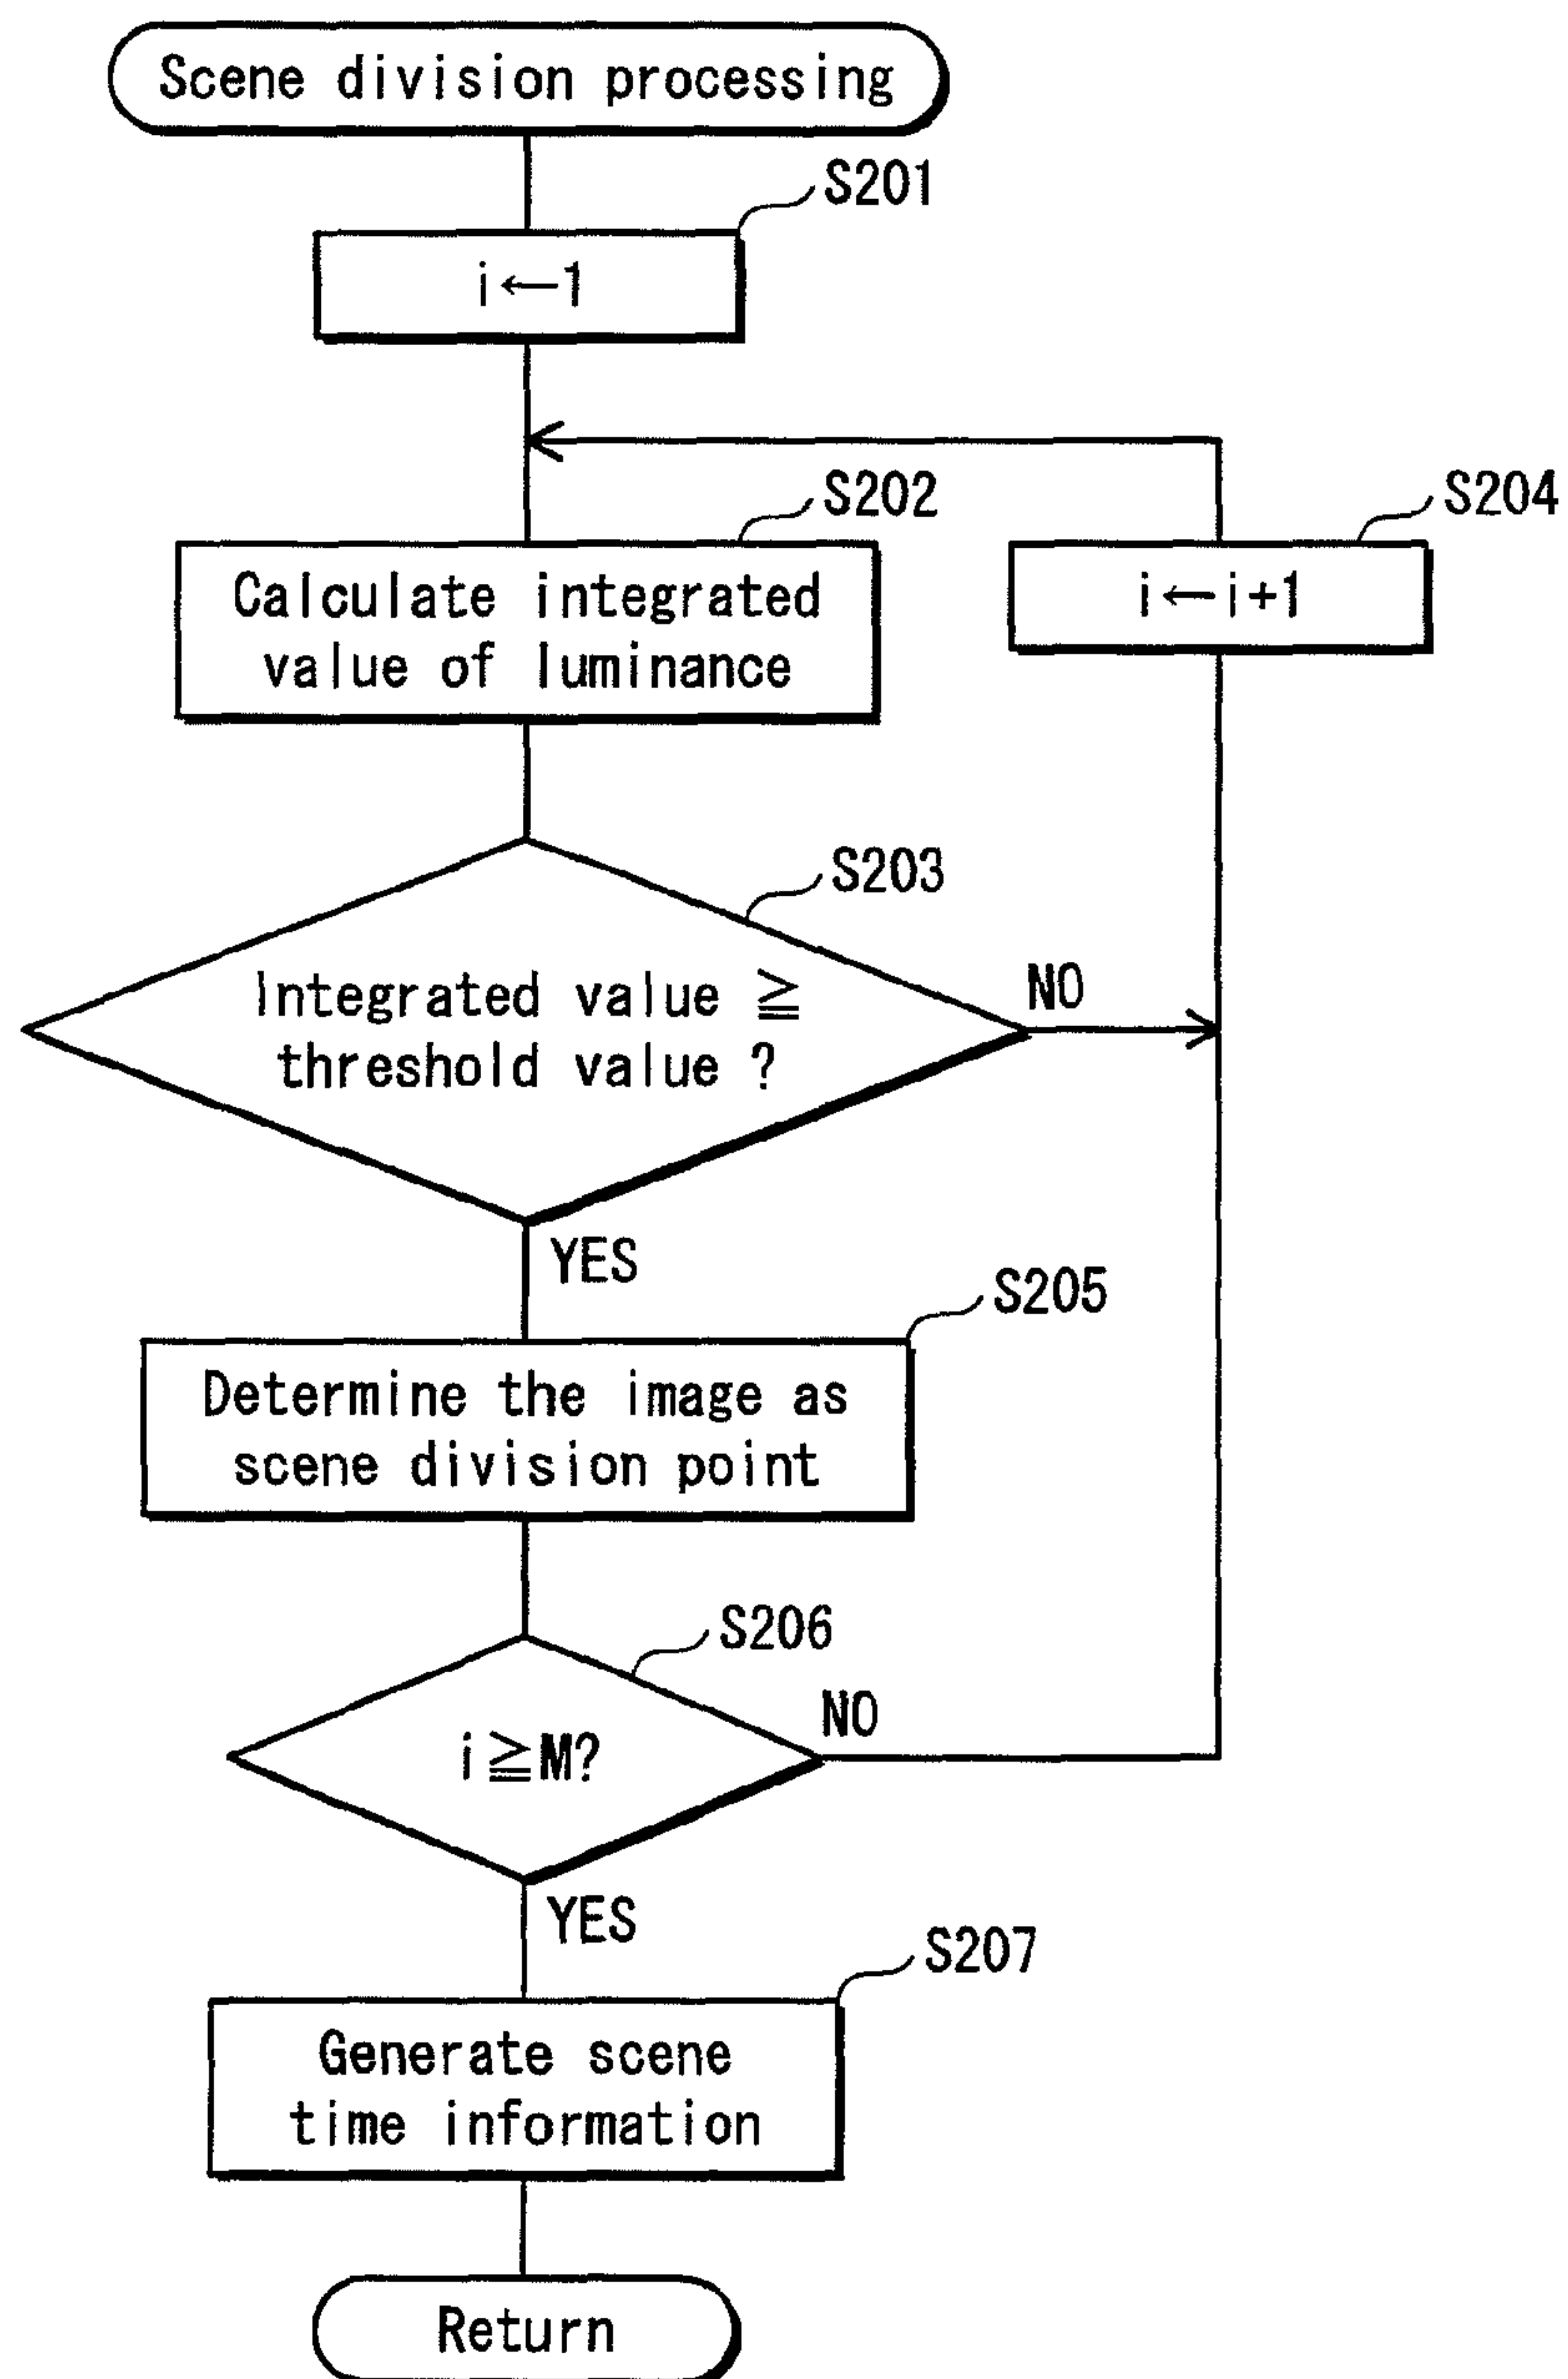 Scene division processing
S201
i←1
S202
Calculate integrated
value of luminance
S204
i←i+1
S203
Integrated value ≧
threshold value ?
NO
YES
S205
Determine the image as
scene division point
S206
i≧M?
NO
YES
S207
Generate scene
time information
Return